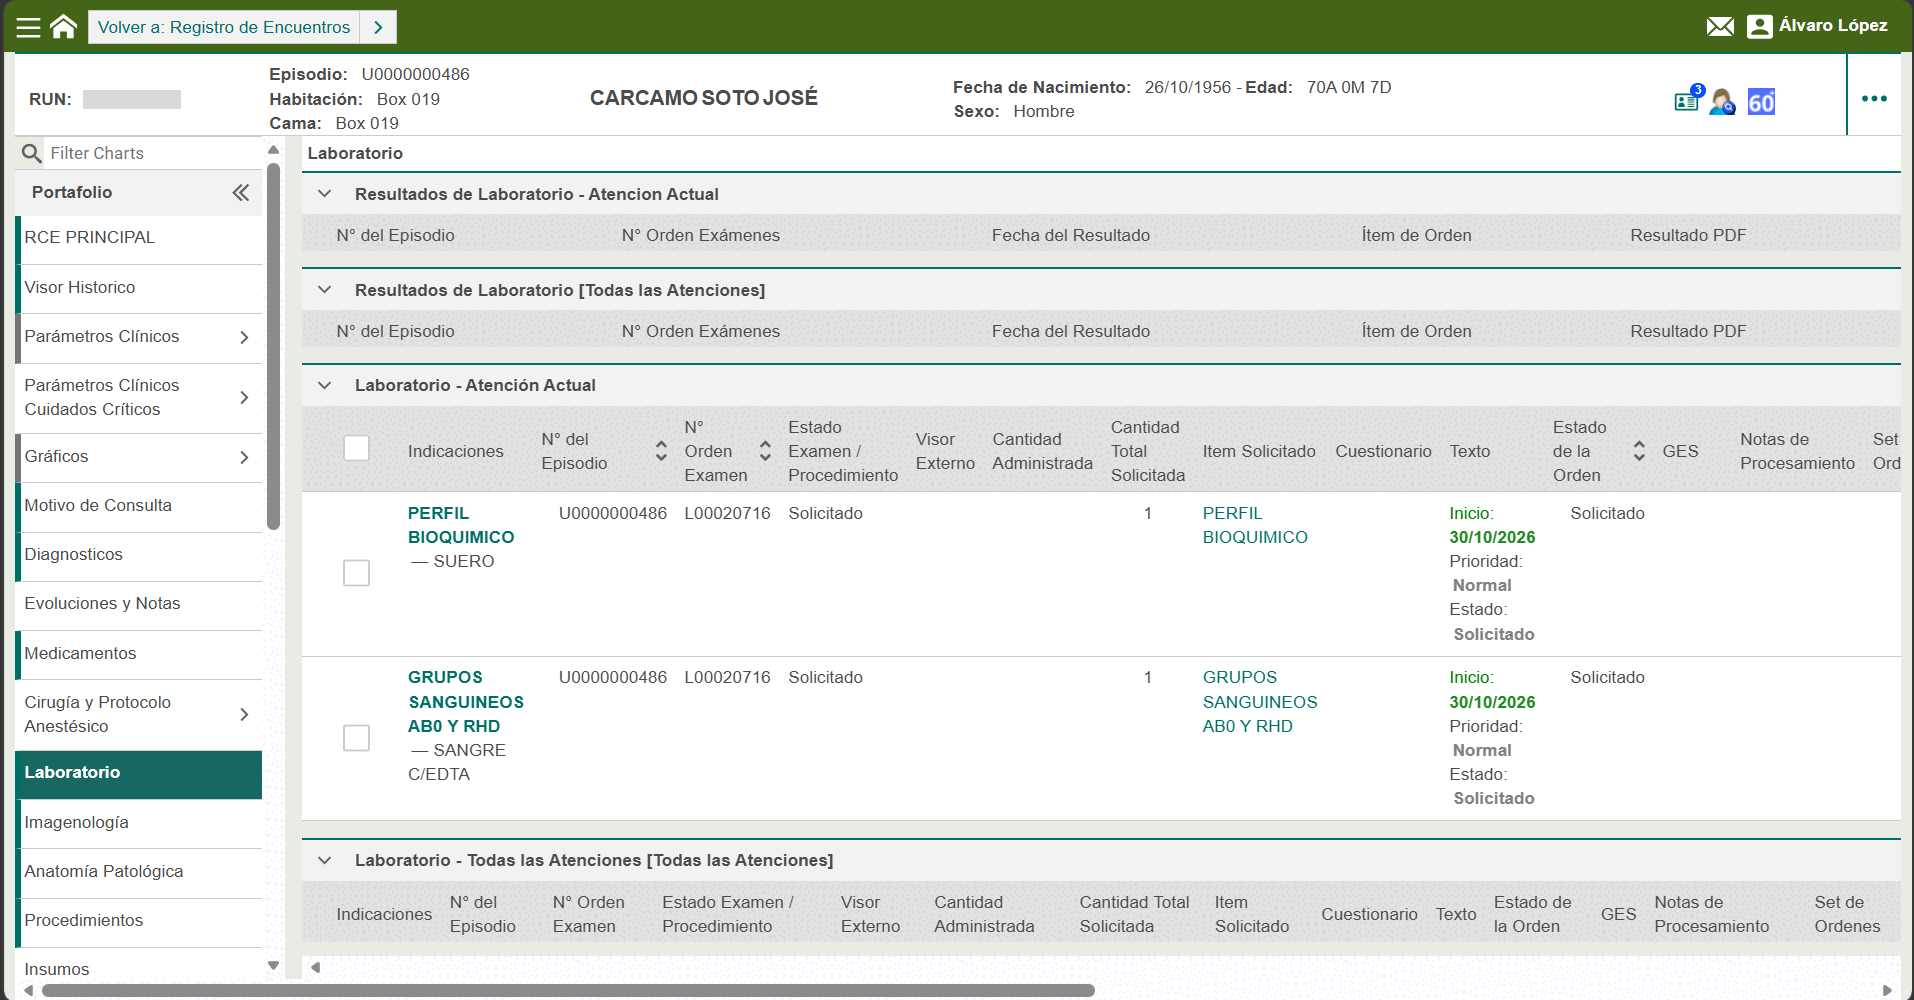 Volver a: Registro de Encuentros
Álvaro López
RUN:
Episodio: U0000000486
Habitación: Box 019
Cama: Box 019
CARCAMO SOTO JOSÉ
Fecha de Nacimiento: 26/10/1956 - Edad: 70A 0M 7D
Sexo: Hombre
3
60
Filter Charts
Portafolio
RCE PRINCIPAL
Visor Historico
Parámetros Clínicos
Parámetros Clínicos
Cuidados Críticos
Gráficos
Motivo de Consulta
Diagnosticos
Evoluciones y Notas
Medicamentos
Cirugía y Protocolo
Anestésico
Laboratorio
Imagenología
Anatomía Patológica
Procedimientos
Insumos
Laboratorio
Resultados de Laboratorio - Atencion Actual
N° del Episodio N° Orden Exámenes Fecha del Resultado Ítem de Orden Resultado PDF
Resultados de Laboratorio [Todas las Atenciones]
N° del Episodio N° Orden Exámenes Fecha del Resultado Ítem de Orden Resultado PDF
Laboratorio - Atención Actual
Indicaciones
N° del
Episodio
N°
Orden
Examen
Estado
Examen /
Procedimiento
Visor
Externo
Cantidad
Administrada
Cantidad
Total
Solicitada
Item Solicitado
Cuestionario
Texto
Estado
de la
Orden
GES
Notas de
Procesamiento
Set
Ord
PERFIL
BIOQUIMICO
— SUERO
U0000000486
L00020716
Solicitado
1
PERFIL
BIOQUIMICO
Inicio:
30/10/2026
Prioridad:
Normal
Estado:
Solicitado
Solicitado
GRUPOS
SANGUINEOS
AB0 Y RHD
— SANGRE
C/EDTA
U0000000486
L00020716
Solicitado
1
GRUPOS
SANGUINEOS
AB0 Y RHD
Inicio:
30/10/2026
Prioridad:
Normal
Estado:
Solicitado
Solicitado
Laboratorio - Todas las Atenciones [Todas las Atenciones]
Indicaciones
N° del
Episodio
N° Orden
Examen
Estado Examen /
Procedimiento
Visor
Externo
Cantidad
Administrada
Cantidad Total
Solicitada
Item
Solicitado
Cuestionario
Texto
Estado de
la Orden
GES
Notas de
Procesamiento
Set de
Ordenes